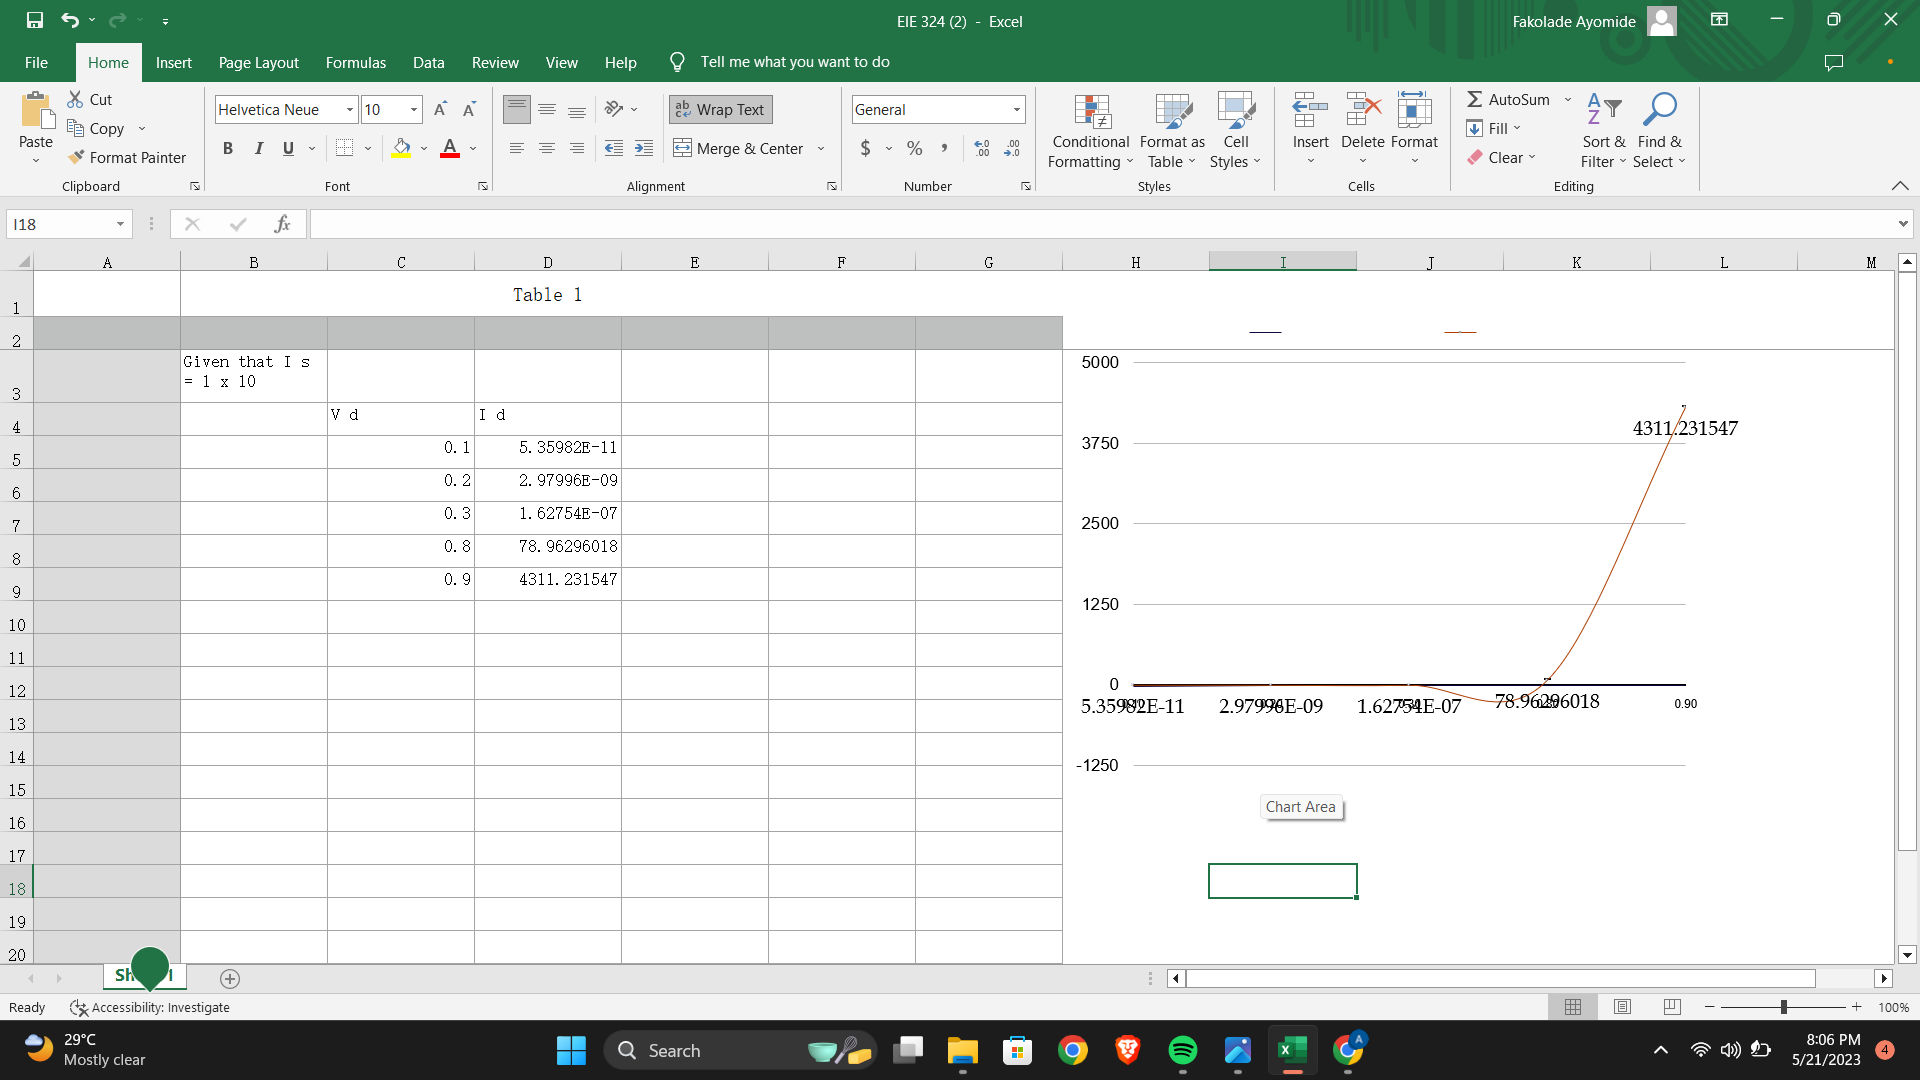 EIE 324 (2)  -  Excel
Fakolade Ayomide
File Home Insert Page Layout Formulas Data Review View Help Tell me what you want to do
Paste
Cut
Copy
Format Painter
Clipboard
Helvetica Neue 10
B I U A
Font
ab Wrap Text
Merge & Center
Alignment
General
$ % ,
Number
Conditional Formatting
Format as Table
Cell Styles
Styles
Insert Delete Format
Cells
AutoSum
Fill
Clear
Sort & Filter
Find & Select
Editing
I18 fx
A B C D E F G H I J K L M
1 Table 1
2
3 Given that I s
= 1 x 10
4 V d I d
5 0.1 5.35982E-11
6 0.2 2.97996E-09
7 0.3 1.62754E-07
8 0.8 78.96296018
9 0.9 4311.231547
10
11
12
13
14
15
16
17
18
19
20
5000
3750
2500
1250
0
-1250
4311.231547
5.35982E-11 2.97996E-09 1.62754E-07 78.96296018 0.90
Chart Area
Ready
Accessibility: Investigate
100%
29°C
Mostly clear
Search
8:06 PM
5/21/2023
4